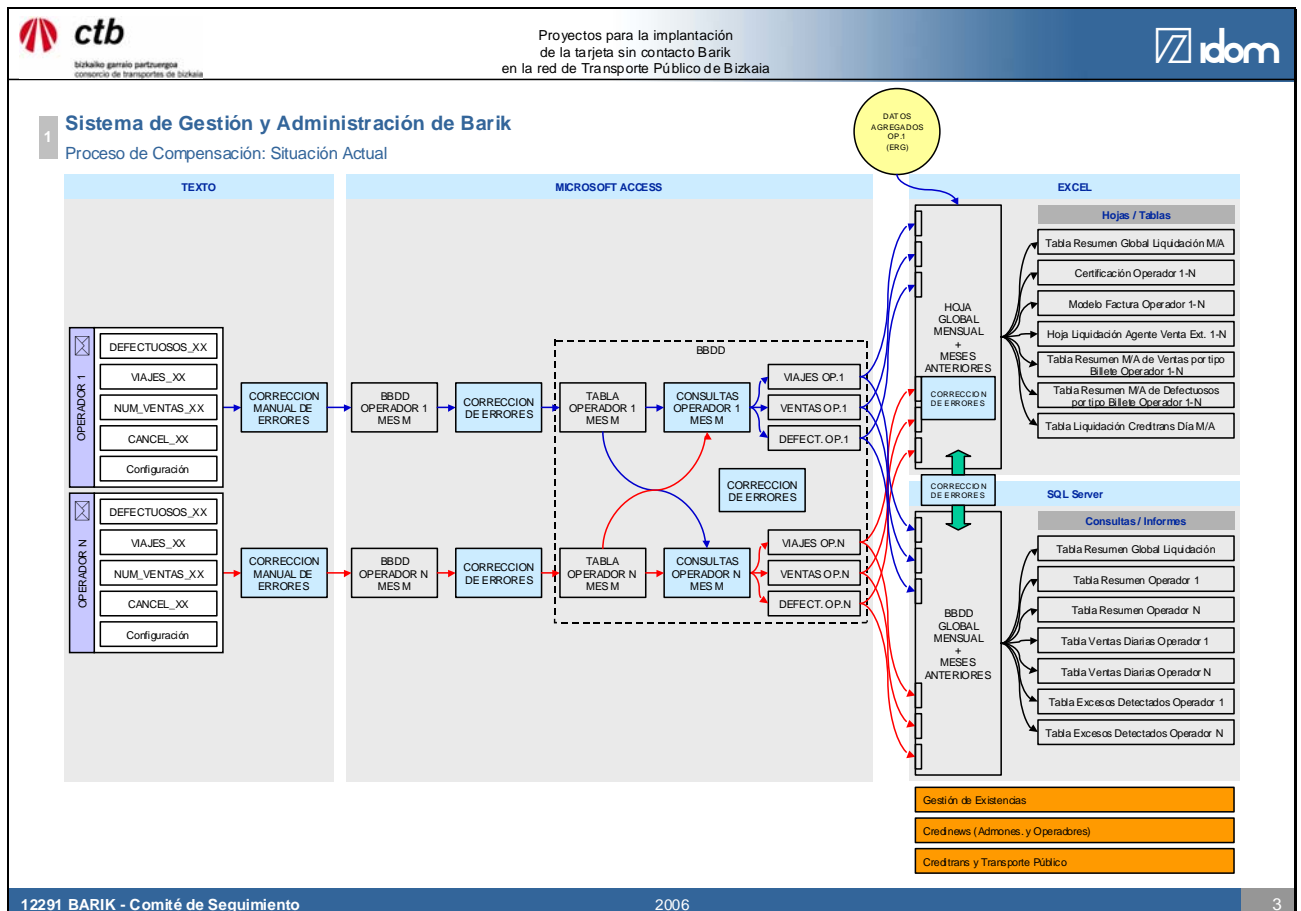 ctb
bizkaiko garraio partzuergoa
consorcio de transportes de bizkaia
Proyectos para la implantación
de la tarjeta sin contacto Barik
en la red de Transporte Público de Bizkaia
idom
1
Sistema de Gestión y Administración de Barik
Proceso de Compensación: Situación Actual
DATOS
AGREGADOS
OP.1
(ERG)
TEXTO
MICROSOFT ACCESS
EXCEL
OPERADOR 1
DEFECTUOSOS_XX
VIAJES_XX
NUM_VENTAS_XX
CANCEL_XX
Configuración
CORRECCION
MANUAL DE
ERRORES
BBDD
OPERADOR 1
MES M
CORRECCION
DE ERRORES
BBDD
TABLA
OPERADOR 1
MES M
CONSULTAS
OPERADOR 1
MES M
VIAJES OP.1
VENTAS OP.1
DEFECT. OP.1
CORRECCION
DE ERRORES
OPERADOR N
DEFECTUOSOS_XX
VIAJES_XX
NUM_VENTAS_XX
CANCEL_XX
Configuración
CORRECCION
MANUAL DE
ERRORES
BBDD
OPERADOR N
MES M
CORRECCION
DE ERRORES
TABLA
OPERADOR N
MES M
CONSULTAS
OPERADOR N
MES M
VIAJES OP.N
VENTAS OP.N
DEFECT. OP.N
HOJA
GLOBAL
MENSUAL
+
MESES
ANTERIORES
CORRECCION
DE ERRORES
Hojas / Tablas
Tabla Resumen Global Liquidación M/A
Certificación Operador 1-N
Modelo Factura Operador 1-N
Hoja Liquidación Agente Venta Ext. 1-N
Tabla Resumen M/A de Ventas por tipo
Billete Operador 1-N
Tabla Resumen M/A de Defectuosos
por tipo Billete Operador 1-N
Tabla Liquidación Creditrans Día M/A
CORRECCION
DE ERRORES
SQL Server
BBDD
GLOBAL
MENSUAL
+
MESES
ANTERIORES
Consultas / Informes
Tabla Resumen Global Liquidación
Tabla Resumen Operador 1
Tabla Resumen Operador N
Tabla Ventas Diarias Operador 1
Tabla Ventas Diarias Operador N
Tabla Excesos Detectados Operador 1
Tabla Excesos Detectados Operador N
Gestión de Existencias
Credinews (Admones. y Operadores)
Creditrans y Transporte Público
12291 BARIK - Comité de Seguimiento
2006
3